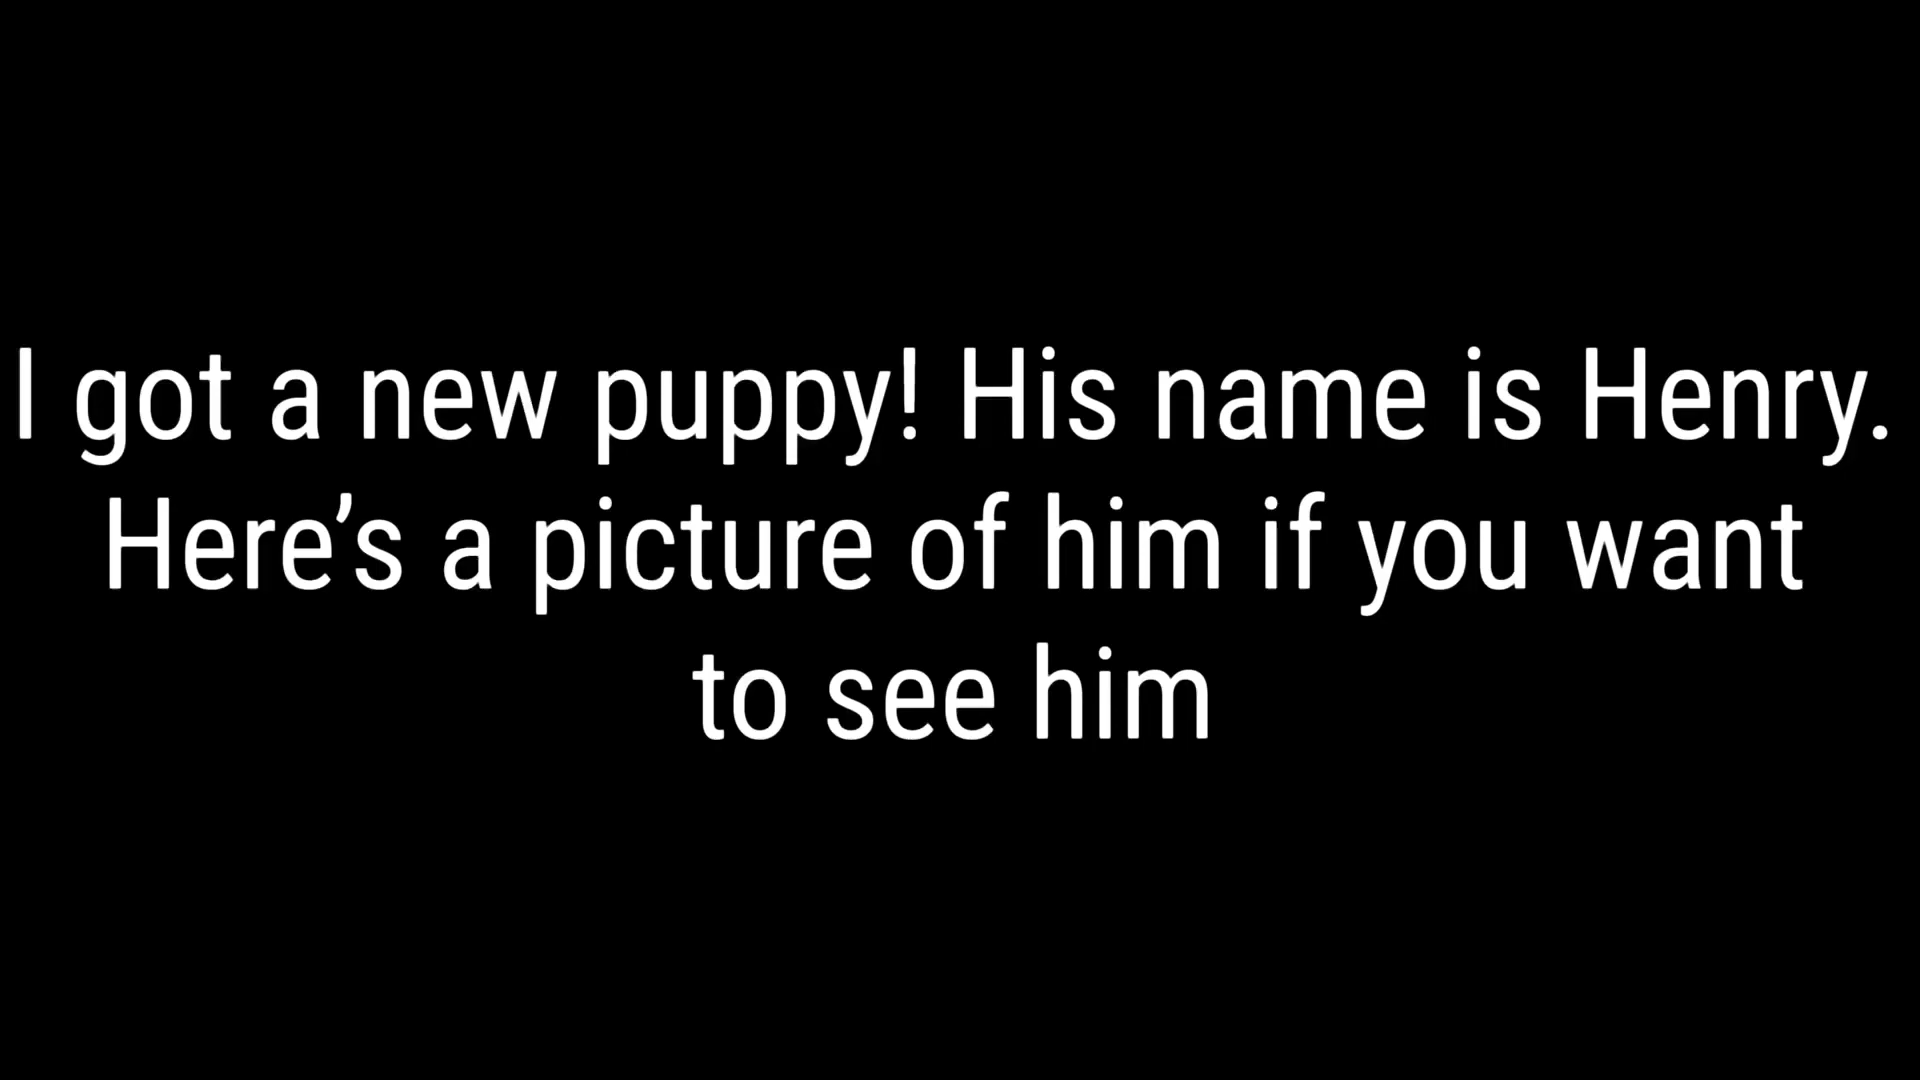 I got a new puppy! His name is Henry.
Here’s a picture of him if you want
to see him